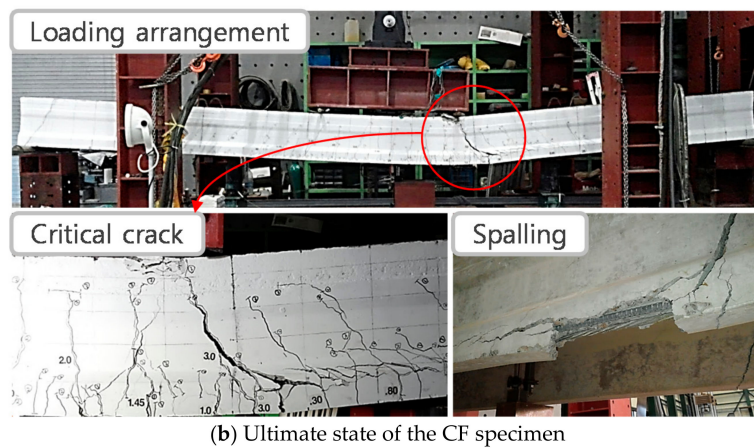 Loading arrangement
Critical crack
Spalling
2.0
3.0
1.45
1.0
3.0
.30
.80
(b) Ultimate state of the CF specimen